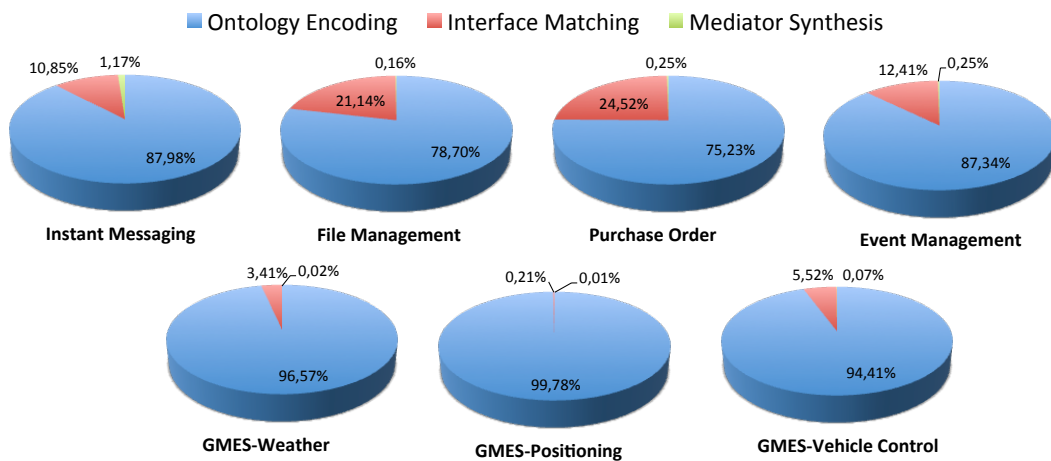 Ontology Encoding Interface Matching Mediator Synthesis
10,85% 1,17% 0,16% 0,25% 12,41% 0,25%
21,14% 24,52%
87,98% 78,70% 75,23% 87,34%
Instant Messaging File Management Purchase Order Event Management
3,41% 0,02% 0,21% 0,01% 5,52% 0,07%
96,57% 99,78% 94,41%
GMES-Weather GMES-Positioning GMES-Vehicle Control